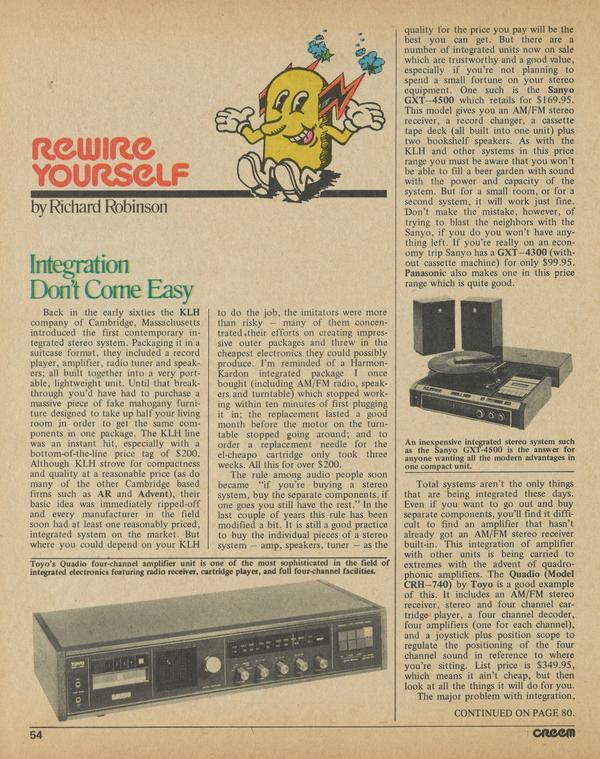 REWIRE
YOURSELF
by Richard Robinson
Integration
Don't Come Easy
Back in the early sixties the KLH
company of Cambridge, Massachusetts
introduced the first contemporary in-
tegrated stereo system. Packaging it in a
suitcase format, they included a record
player, amplifier, radio tuner and speak-
ers; all built together into a very port-
able, lightweight unit. Until that break-
through you'd have had to purchase a
massive piece of fake mahogany furni-
ture designed to take up half your living
room in order to get the same com-
ponents in one package. The KLH line
was an instant hit, especially with a
bottom-of-the-line price tag of $200.
Although KLH strove for compactness
and quality at a reasonable price (as do
many of the other Cambridge based
firms such as AR and Advent), their
basic idea was immediately ripped-off
and every manufacturer in the field
soon had at least one reasonably priced,
integrated system on the market. But
where you could depend on your KLH
to do the job, the imitators were more
than risky — many of them concen-
trated their efforts on creating impres-
sive outer packages and threw in the
cheapest electronics they could possibly
produce. I'm reminded of a Harmon-
Kardon integrated package I once
bought (including AM/FM radio, speak-
ers and turntable) which stopped work-
ing within ten minutes of first plugging
it in; the replacement lasted a good
month before the motor on the turn-
table stopped going around; and to
order a replacement needle for the
el-cheapo cartridge only took three
weeks. All this for over $200.
The rule among audio people soon
became "if you're buying a stereo
system, buy the separate components, if
one goes you still have the rest." In the
last couple of years this rule has been
modified a bit. It is still a good practice
to buy the individual pieces of a stereo
system — amp, speakers, tuner — as the
quality for the price you pay will be the
best you can get. But there are a
number of integrated units now on sale
which are trustworthy and a good value,
especially if you're not planning to
spend a small fortune on your stereo
equipment. One such is the Sanyo
GXT-4500 which retails for $169.95.
This model gives you an AM/FM stereo
receiver, a record changer, a cassette
tape deck (all built into one unit) plus
two bookshelf speakers. As with the
KLH and other systems in this price
range you must be aware that you won't
be able to fill a beer garden with sound
with the power and capacity of the
system. But for a small room, or for a
second system, it will work just fine.
Don't make the mistake, however, of
trying to blast the neighbors with the
Sanyo, if you do you won't have any-
thing left. If you're really on an econ-
omy trip Sanyo has a GXT-4300 (with-
out cassette machine) for only $99.95.
Panasonic also makes one in this price
range which is quite good.
An inexpensive integrated stereo system such
as the Sanyo GXT-4500 is the answer for
anyone wanting all the modern advantages in
one compact unit.
Total systems aren't the only things
that are being integrated these days.
Even if you want to go out and buy
separate components, you'll find it diffi-
cult to find an amplifier that hasn't
already got an AM/FM stereo receiver
built-in. This integration of amplifier
with other units is being carried to
extremes with the advent of quadro-
phonic amplifiers. The Quadio (Model
CRH-740) by Toyo is a good example
of this. It includes an AM/FM stereo
receiver, stereo and four channel car-
tridge player, a four channel decoder,
four amplifiers (one for each channel),
and a joystick plus position scope to
regulate the positioning of the four
channel sound in reference to where
you're sitting. List price is $349.95,
which means it ain't cheap, but then
look at all the things it will do for you.
The major problem with integration,
CONTINUED ON PAGE 80.
Toyo's Quadio four-channel amplifier unit is one of the most sophisticated in the field of
integrated electronics featuring radio receiver, cartridge player, and full four-channel facilities.
TOYO
54
CREEM